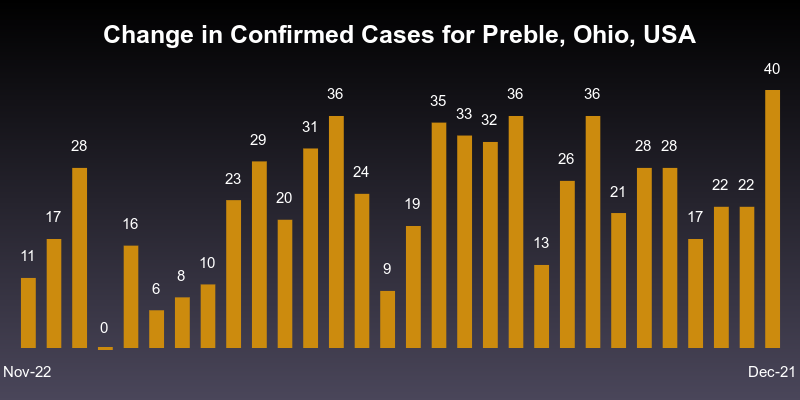 Change in Confirmed Cases for Preble, Ohio, USA
11 17 28 0 16 6 8 10 23 29 20 31 36 24 9 19 35 33 32 36 13 26 36 21 28 28 17 22 22 40
Nov-22 Dec-21